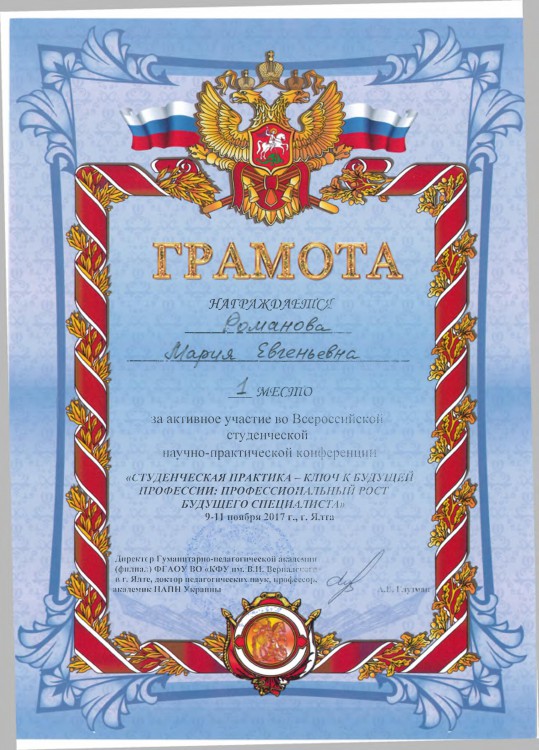 ГРАМОТА
НАГРАЖДАЕТСЯ
Романова
Мария Евгеньевна
1 МЕСТО
за активное участие во Всероссийской
студенческой
научно-практической конференции
«СТУДЕНЧЕСКАЯ ПРАКТИКА – КЛЮЧ К БУДУЩЕЙ
ПРОФЕССИИ: ПРОФЕССИОНАЛЬНЫЙ РОСТ
БУДУЩЕГО СПЕЦИАЛИСТА»
9-11 ноября 2017 г., г. Ялта
Директор Гуманитарно-педагогической академии
(филиал) ФГАОУ ВО «КФУ им. В.И. Вернадского»
в г. Ялте, доктор педагогических наук, профессор,
академик НАПН Украины А.В. Глузман